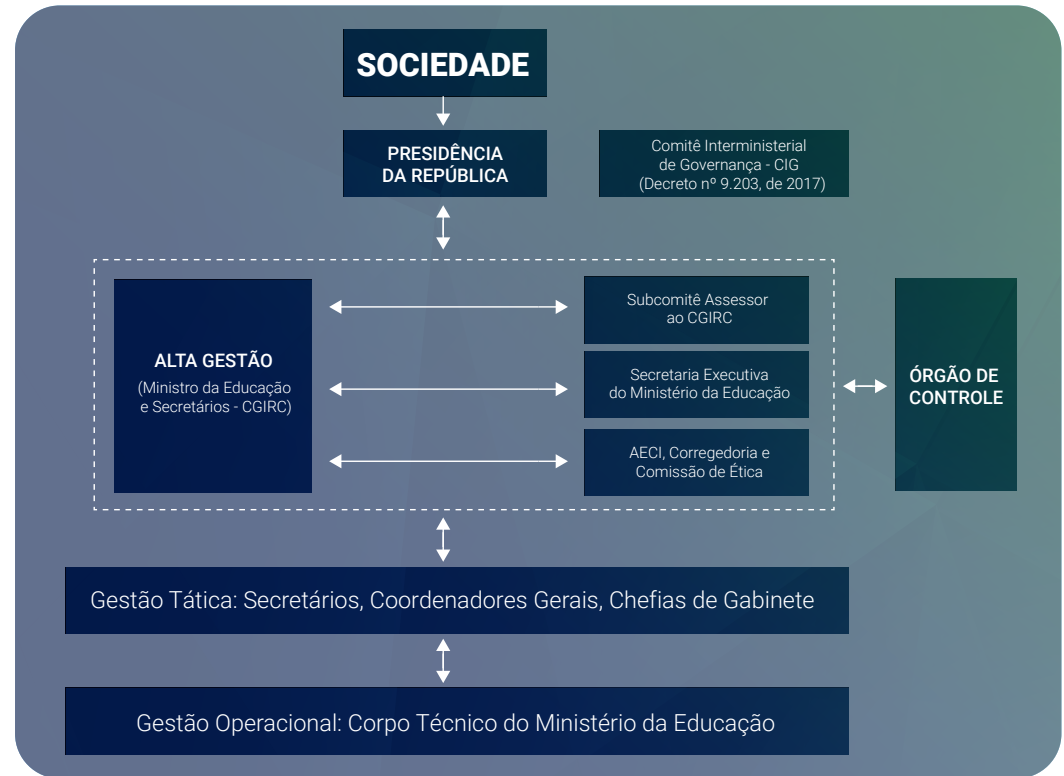 SOCIEDADE
PRESIDÊNCIA
DA REPÚBLICA
Comitê Interministerial
de Governança - CIG
(Decreto nº 9.203, de 2017)
ALTA GESTÃO
(Ministro da Educação
e Secretários - CGIRC)
Subcomitê Assessor
ao CGIRC
Secretaria Executiva
do Ministério da Educação
AECI, Corregedoria e
Comissão de Ética
ÓRGÃO DE
CONTROLE
Gestão Tática: Secretários, Coordenadores Gerais, Chefias de Gabinete
Gestão Operacional: Corpo Técnico do Ministério da Educação